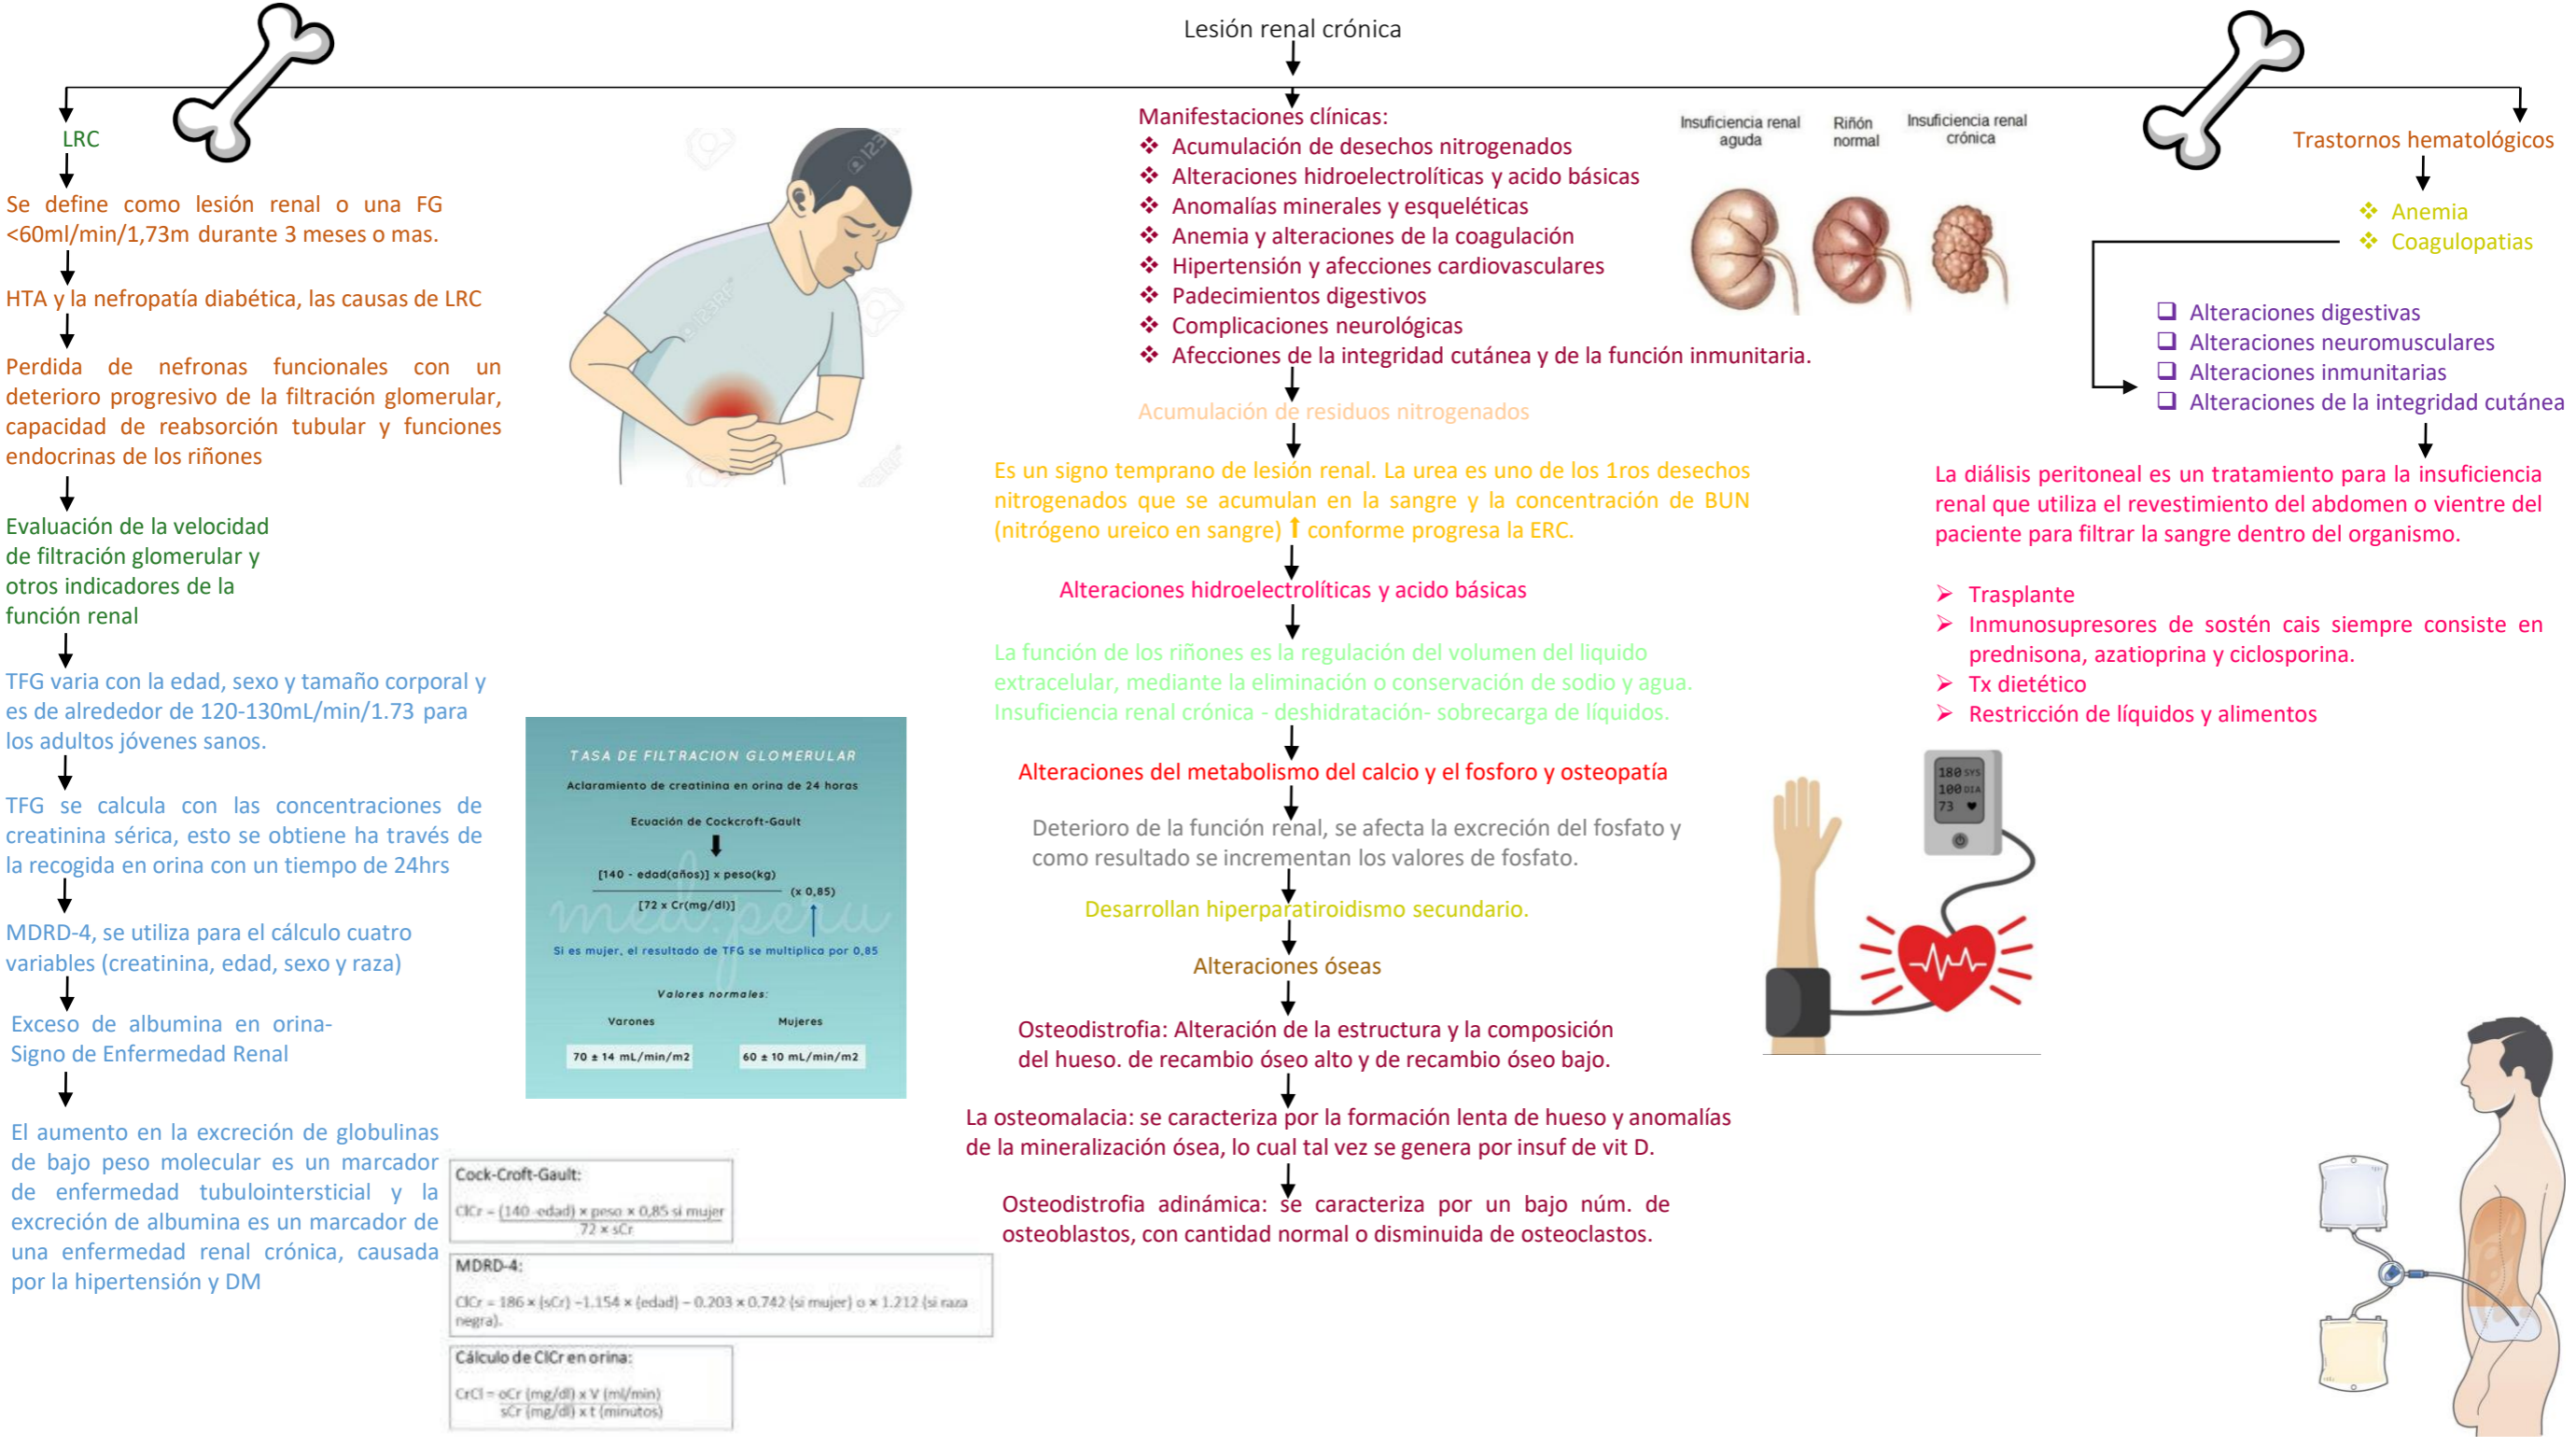 Lesión renal crónica
LRC
Se define como lesión renal o una FG
<60ml/min/1,73m durante 3 meses o mas.
HTA y la nefropatía diabética, las causas de LRC
Perdida de nefronas funcionales con un
deterioro progresivo de la filtración glomerular,
capacidad de reabsorción tubular y funciones
endocrinas de los riñones
Evaluación de la velocidad
de filtración glomerular y
otros indicadores de la
función renal
TFG varia con la edad, sexo y tamaño corporal y
es de alrededor de 120-130mL/min/1.73 para
los adultos jóvenes sanos.
TFG se calcula con las concentraciones de
creatinina sérica, esto se obtiene ha través de
la recogida en orina con un tiempo de 24hrs
MDRD-4, se utiliza para el cálculo cuatro
variables (creatinina, edad, sexo y raza)
Exceso de albumina en orina-
Signo de Enfermedad Renal
El aumento en la excreción de globulinas
de bajo peso molecular es un marcador
de enfermedad tubulointersticial y la
excreción de albumina es un marcador de
una enfermedad renal crónica, causada
por la hipertensión y DM
123RF
123RF
123RF
TASA DE FILTRACION GLOMERULAR
Aclaramiento de creatinina en orina de 24 horas
Ecuación de Cockcroft-Gault
[140 - edad(años)] x peso(kg)
(x 0,85)
[72 x Cr(mg/dl)]
med.peru
Si es mujer, el resultado de TFG se multiplica por 0,85
Valores normales:
Varones Mujeres
70 ± 14 mL/min/m2 60 ± 10 mL/min/m2
Cock-Croft-Gault:
ClCr = (140 -edad) × peso × 0,85 si mujer
72 × sCr
MDRD-4:
ClCr = 186 × (sCr) −1.154 × (edad) − 0.203 × 0.742 (si mujer) o × 1.212 (si raza
negra).
Cálculo de ClCr en orina:
CrCl = oCr (mg/dl) x V (ml/min)
sCr (mg/dl) x t (minutos)
Manifestaciones clínicas:
❖ Acumulación de desechos nitrogenados
❖ Alteraciones hidroelectrolíticas y acido básicas
❖ Anomalías minerales y esqueléticas
❖ Anemia y alteraciones de la coagulación
❖ Hipertensión y afecciones cardiovasculares
❖ Padecimientos digestivos
❖ Complicaciones neurológicas
❖ Afecciones de la integridad cutánea y de la función inmunitaria.
Acumulación de residuos nitrogenados
Es un signo temprano de lesión renal. La urea es uno de los 1ros desechos
nitrogenados que se acumulan en la sangre y la concentración de BUN
(nitrógeno ureico en sangre) ⬆ conforme progresa la ERC.
Alteraciones hidroelectrolíticas y acido básicas
La función de los riñones es la regulación del volumen del liquido
extracelular, mediante la eliminación o conservación de sodio y agua.
Insuficiencia renal crónica - deshidratación- sobrecarga de líquidos.
Alteraciones del metabolismo del calcio y el fosforo y osteopatía
Deterioro de la función renal, se afecta la excreción del fosfato y
como resultado se incrementan los valores de fosfato.
Desarrollan hiperparatiroidismo secundario.
Alteraciones óseas
Osteodistrofia: Alteración de la estructura y la composición
del hueso. de recambio óseo alto y de recambio óseo bajo.
La osteomalacia: se caracteriza por la formación lenta de hueso y anomalías
de la mineralización ósea, lo cual tal vez se genera por insuf de vit D.
Osteodistrofia adinámica: se caracteriza por un bajo núm. de
osteoblastos, con cantidad normal o disminuida de osteoclastos.
Insuficiencia renal
aguda
Riñón
normal
Insuficiencia renal
crónica
Trastornos hematológicos
❖ Anemia
❖ Coagulopatias
❑ Alteraciones digestivas
❑ Alteraciones neuromusculares
❑ Alteraciones inmunitarias
❑ Alteraciones de la integridad cutánea
La diálisis peritoneal es un tratamiento para la insuficiencia
renal que utiliza el revestimiento del abdomen o vientre del
paciente para filtrar la sangre dentro del organismo.
➢ Trasplante
➢ Inmunosupresores de sostén cais siempre consiste en
prednisona, azatioprina y ciclosporina.
➢ Tx dietético
➢ Restricción de líquidos y alimentos
180 SYS
100 DIA
73 ♥